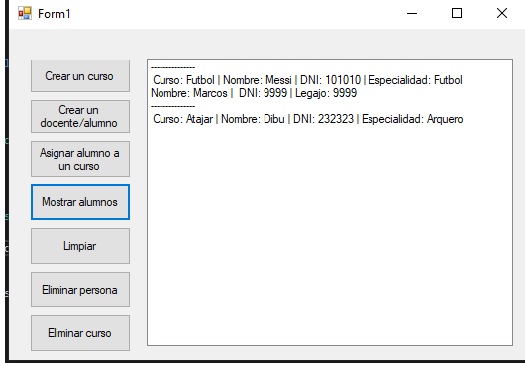 Form1
Crear un curso
Crear un
docente/alumno
Asignar alumno a
un curso
Mostrar alumnos
Limpiar
Eliminar persona
Elminar curso
---------------
Curso: Futbol | Nombre: Messi | DNI: 101010 | Especialidad: Futbol
Nombre: Marcos | DNI: 9999 | Legajo: 9999
---------------
Curso: Atajar | Nombre: Dibu | DNI: 232323 | Especialidad: Arquero